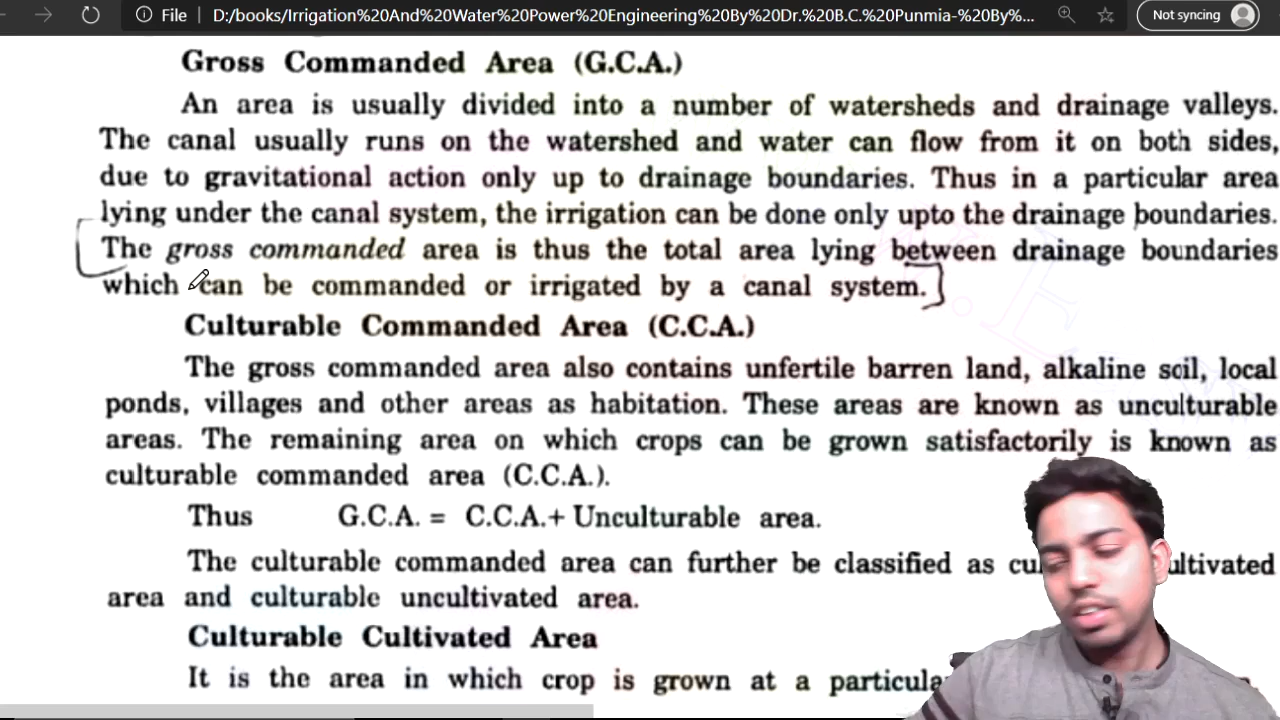 File
D:/books/Irrigation%20And%20Water%20Power%20Engineering%20By%20Dr.%20B.C.%20Punmia-%20By%...
Not syncing
Gross Commanded Area (G.C.A.)
An area is usually divided into a number of watersheds and drainage valleys.
The canal usually runs on the watershed and water can flow from it on both sides,
due to gravitational action only up to drainage boundaries. Thus in a particular area
lying under the canal system, the irrigation can be done only upto the drainage boundaries.
The gross commanded area is thus the total area lying between drainage boundaries
which can be commanded or irrigated by a canal system.
Culturable Commanded Area (C.C.A.)
The gross commanded area also contains unfertile barren land, alkaline soil, local
ponds, villages and other areas as habitation. These areas are known as unculturable
areas. The remaining area on which crops can be grown satisfactorily is known as
culturable commanded area (C.C.A.).
Thus G.C.A. = C.C.A. + Unculturable area.
The culturable commanded area can further be classified as
area and culturable uncultivated area.
Culturable Cultivated Area
It is the area in which crop is grown at a